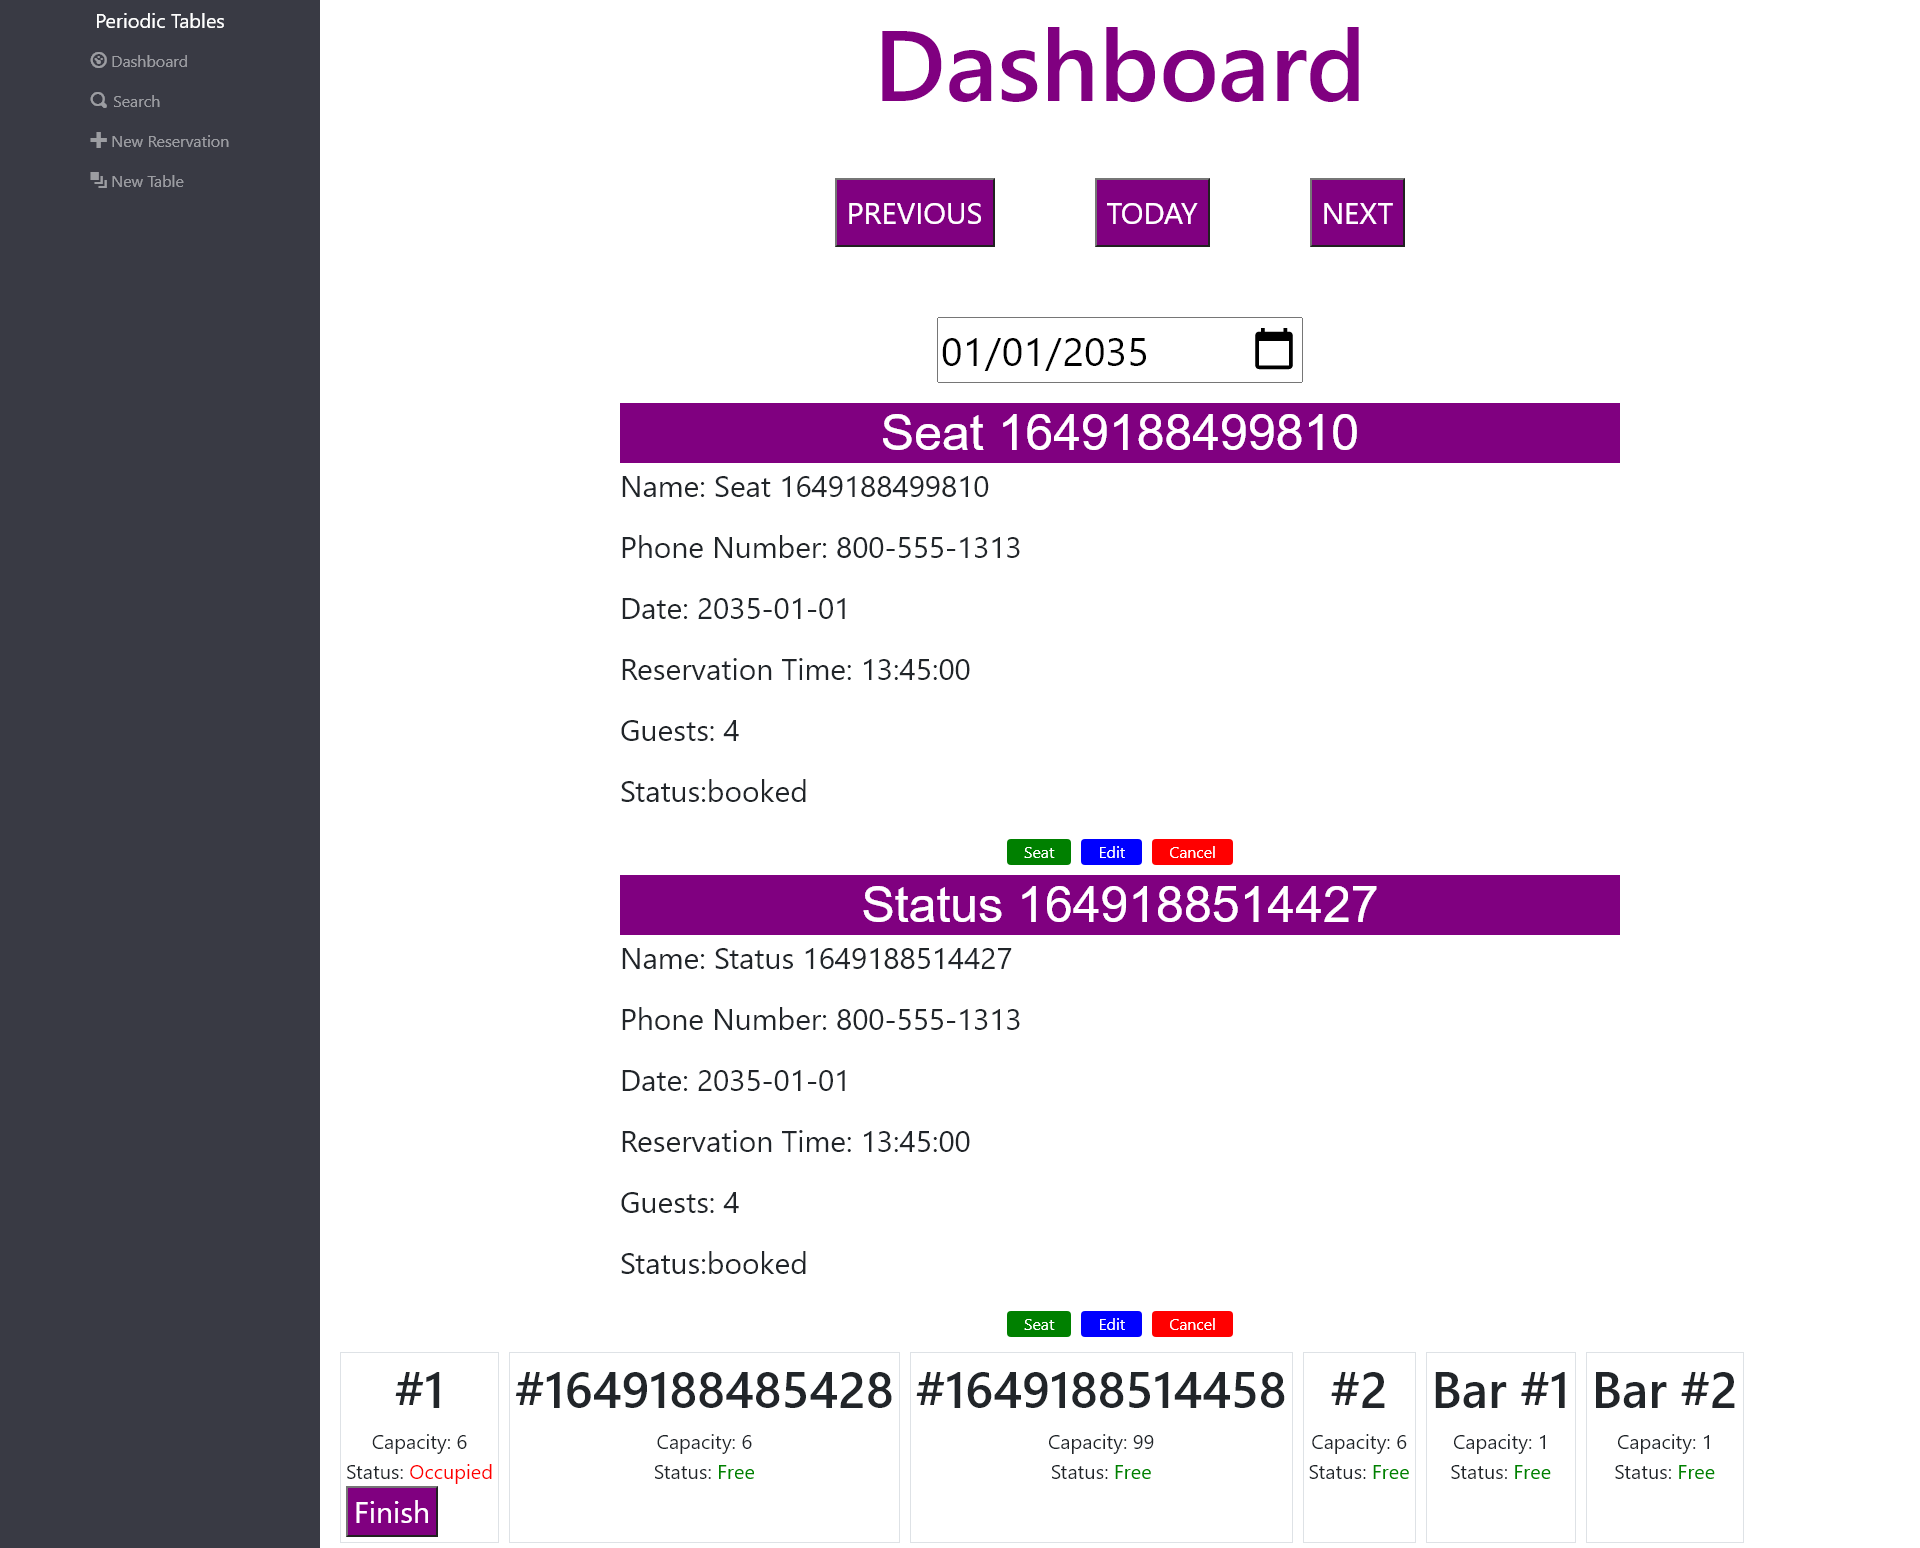 Periodic Tables
Dashboard
Search
New Reservation
New Table
Dashboard
PREVIOUS TODAY NEXT
01/01/2035
Seat 1649188499810
Name: Seat 1649188499810
Phone Number: 800-555-1313
Date: 2035-01-01
Reservation Time: 13:45:00
Guests: 4
Status:booked
Seat Edit Cancel
Status 1649188514427
Name: Status 1649188514427
Phone Number: 800-555-1313
Date: 2035-01-01
Reservation Time: 13:45:00
Guests: 4
Status:booked
Seat Edit Cancel
#1
Capacity: 6
Status: Occupied
Finish
#1649188485428
Capacity: 6
Status: Free
#1649188514458
Capacity: 99
Status: Free
#2
Capacity: 6
Status: Free
Bar #1
Capacity: 1
Status: Free
Bar #2
Capacity: 1
Status: Free